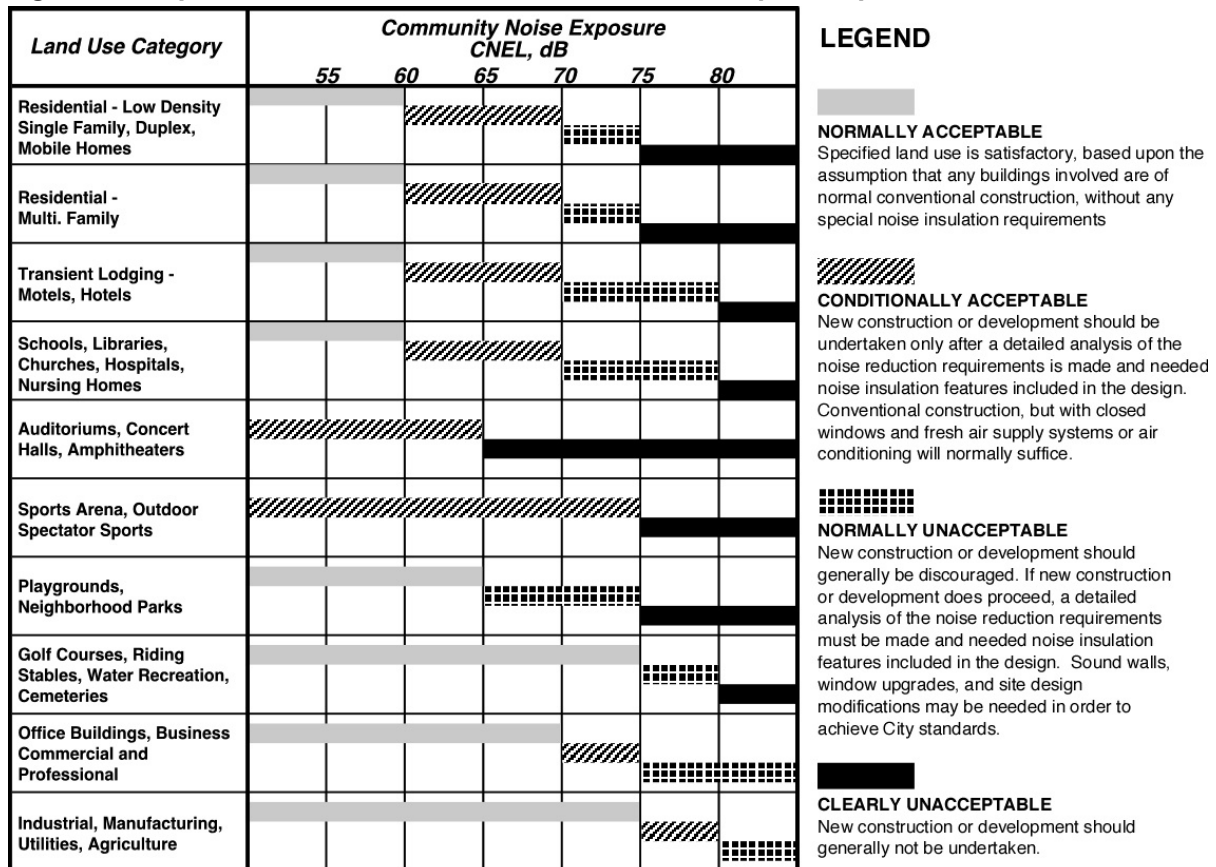 Land Use Category
Community Noise Exposure
CNEL, dB
55 60 65 70 75 80
Residential - Low Density
Single Family, Duplex,
Mobile Homes
Residential -
Multi. Family
Transient Lodging -
Motels, Hotels
Schools, Libraries,
Churches, Hospitals,
Nursing Homes
Auditoriums, Concert
Halls, Amphitheaters
Sports Arena, Outdoor
Spectator Sports
Playgrounds,
Neighborhood Parks
Golf Courses, Riding
Stables, Water Recreation,
Cemeteries
Office Buildings, Business
Commercial and
Professional
Industrial, Manufacturing,
Utilities, Agriculture
LEGEND
NORMALLY ACCEPTABLE
Specified land use is satisfactory, based upon the
assumption that any buildings involved are of
normal conventional construction, without any
special noise insulation requirements
CONDITIONALLY ACCEPTABLE
New construction or development should be
undertaken only after a detailed analysis of the
noise reduction requirements is made and needed
noise insulation features included in the design.
Conventional construction, but with closed
windows and fresh air supply systems or air
conditioning will normally suffice.
NORMALLY UNACCEPTABLE
New construction or development should
generally be discouraged. If new construction
or development does proceed, a detailed
analysis of the noise reduction requirements
must be made and needed noise insulation
features included in the design. Sound walls,
window upgrades, and site design
modifications may be needed in order to
achieve City standards.
CLEARLY UNACCEPTABLE
New construction or development should
generally not be undertaken.